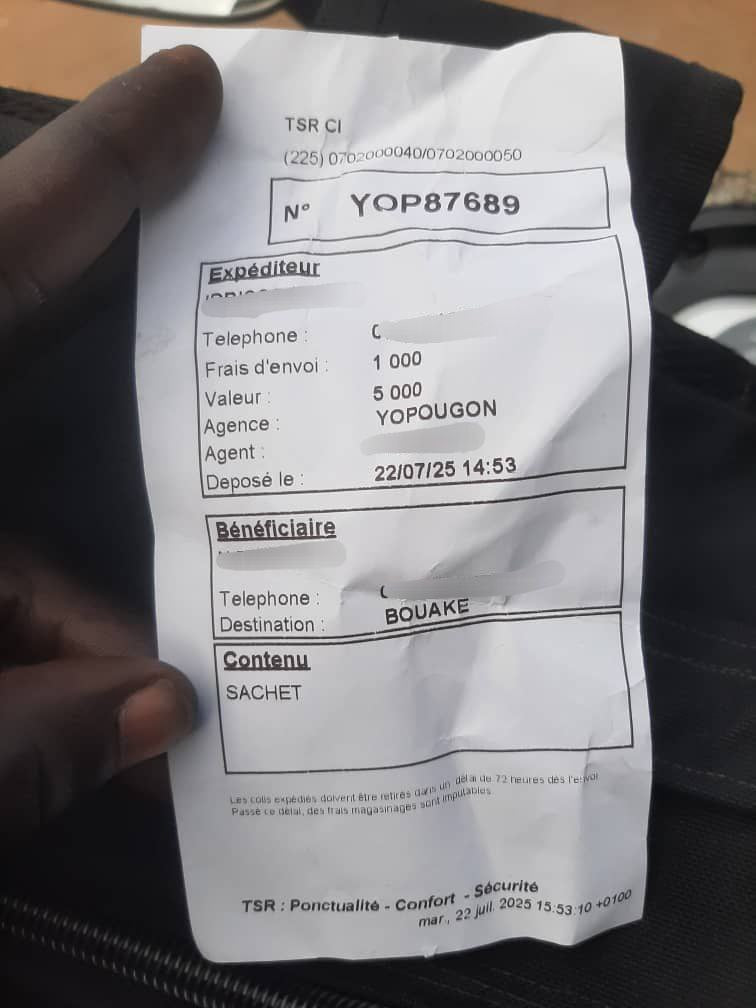 TSR CI
(225) 0702000040/0702000050
N° YOP87689
Expéditeur
Telephone :
Frais d'envoi : 1 000
Valeur : 5 000
Agence : YOPOUGON
Agent :
Deposé le : 22/07/25 14:53
Bénéficiaire
Telephone :
Destination : BOUAKE
Contenu
SACHET
Les colis expédiés doivent être retirés dans un délai de 72 heures dès l'envoi
Passé ce délai, des frais magasinages sont imputables.
TSR : Ponctualité - Confort - Sécurité
mar., 22 juil. 2025 15:53:10 +0100